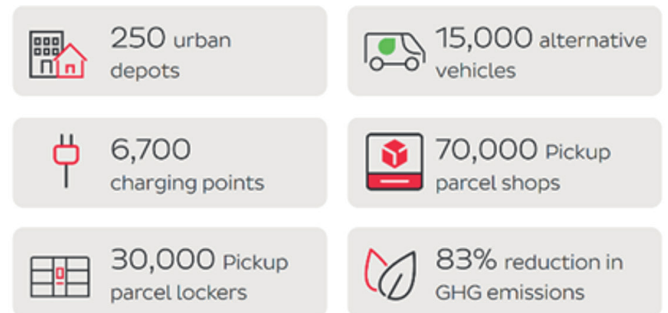 250 urban
depots
15,000 alternative
vehicles
6,700
charging points
70,000 Pickup
parcel shops
30,000 Pickup
parcel lockers
83% reduction in
GHG emissions